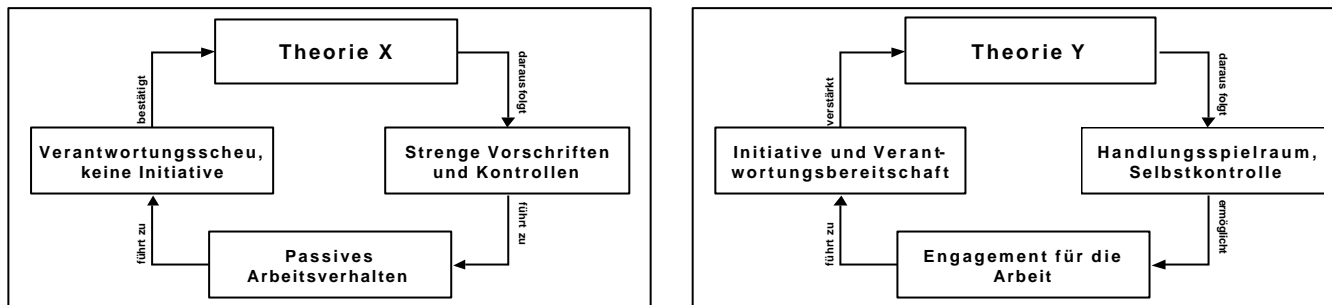 Theorie X
daraus folgt
Strenge Vorschriften
und Kontrollen
führt zu
Passives
Arbeitsverhalten
führt zu
Verantwortungsscheu,
keine Initiative
bestätigt
Theorie Y
daraus folgt
Handlungsspielraum,
Selbstkontrolle
ermöglicht
Engagement für die
Arbeit
führt zu
Initiative und Verant-
wortungsbereitschaft
verstärkt